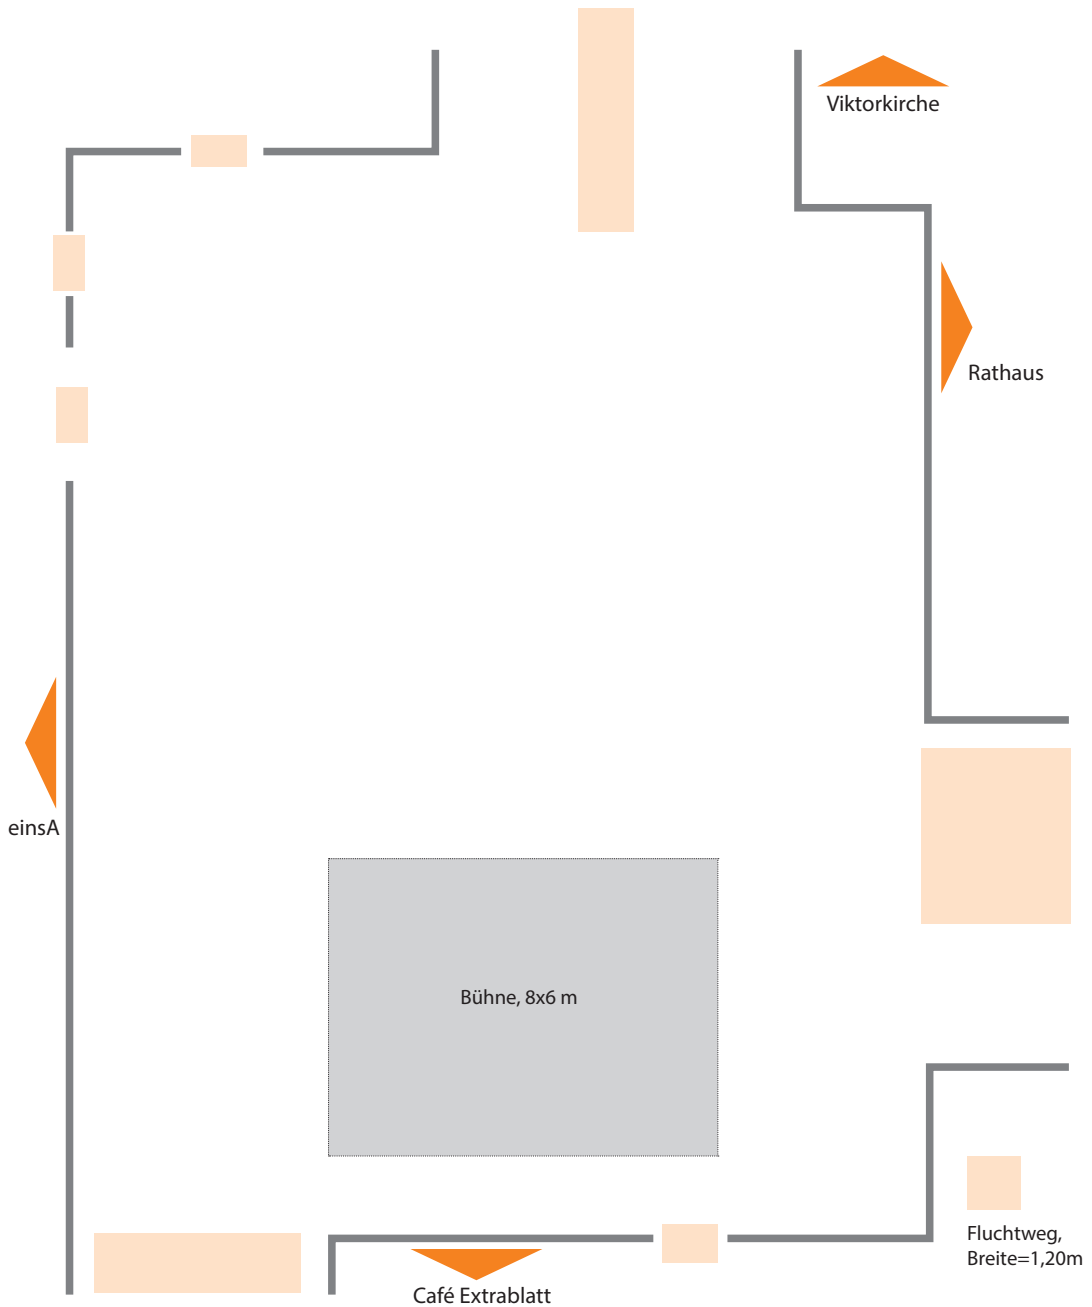 Viktorkirche
Rathaus
einsA
Bühne, 8x6 m
Fluchtweg,
Breite=1,20m
Café Extrablatt